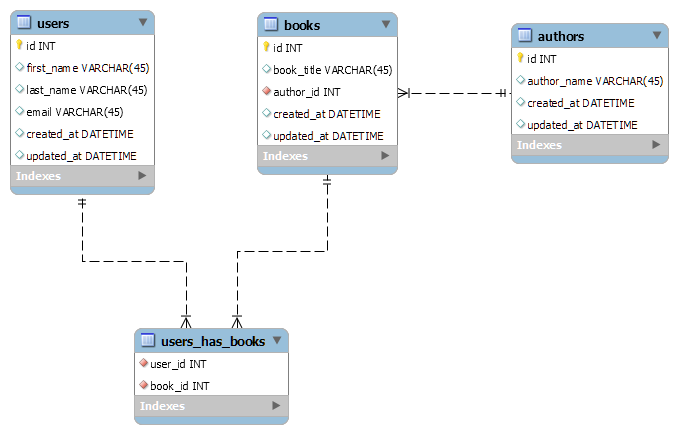 users
id INT
first_name VARCHAR(45)
last_name VARCHAR(45)
email VARCHAR(45)
created_at DATETIME
updated_at DATETIME
Indexes
books
id INT
book_title VARCHAR(45)
author_id INT
created_at DATETIME
updated_at DATETIME
Indexes
authors
id INT
author_name VARCHAR(45)
created_at DATETIME
updated_at DATETIME
Indexes
users_has_books
user_id INT
book_id INT
Indexes